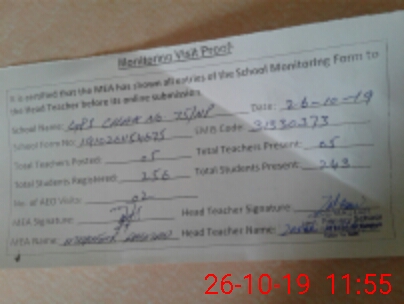 Monitoring Visit Proof
It is certified that the MEA has shown all entries of the School Monitoring Form to
the Head Teacher before its online submission.
School Name: GPS CHAK NO 75/NP Date: 26-10-19
School Form No: EMIS Code: 31330373
Total Teachers Posted: 05 Total Teachers Present: 05
Total Students Registered: 256 Total Students Present: 243
No. of AEO Visits: 02
MEA Signature: Head Teacher Signature:
MEA Name: Head Teacher Name:
26-10-19 11:55